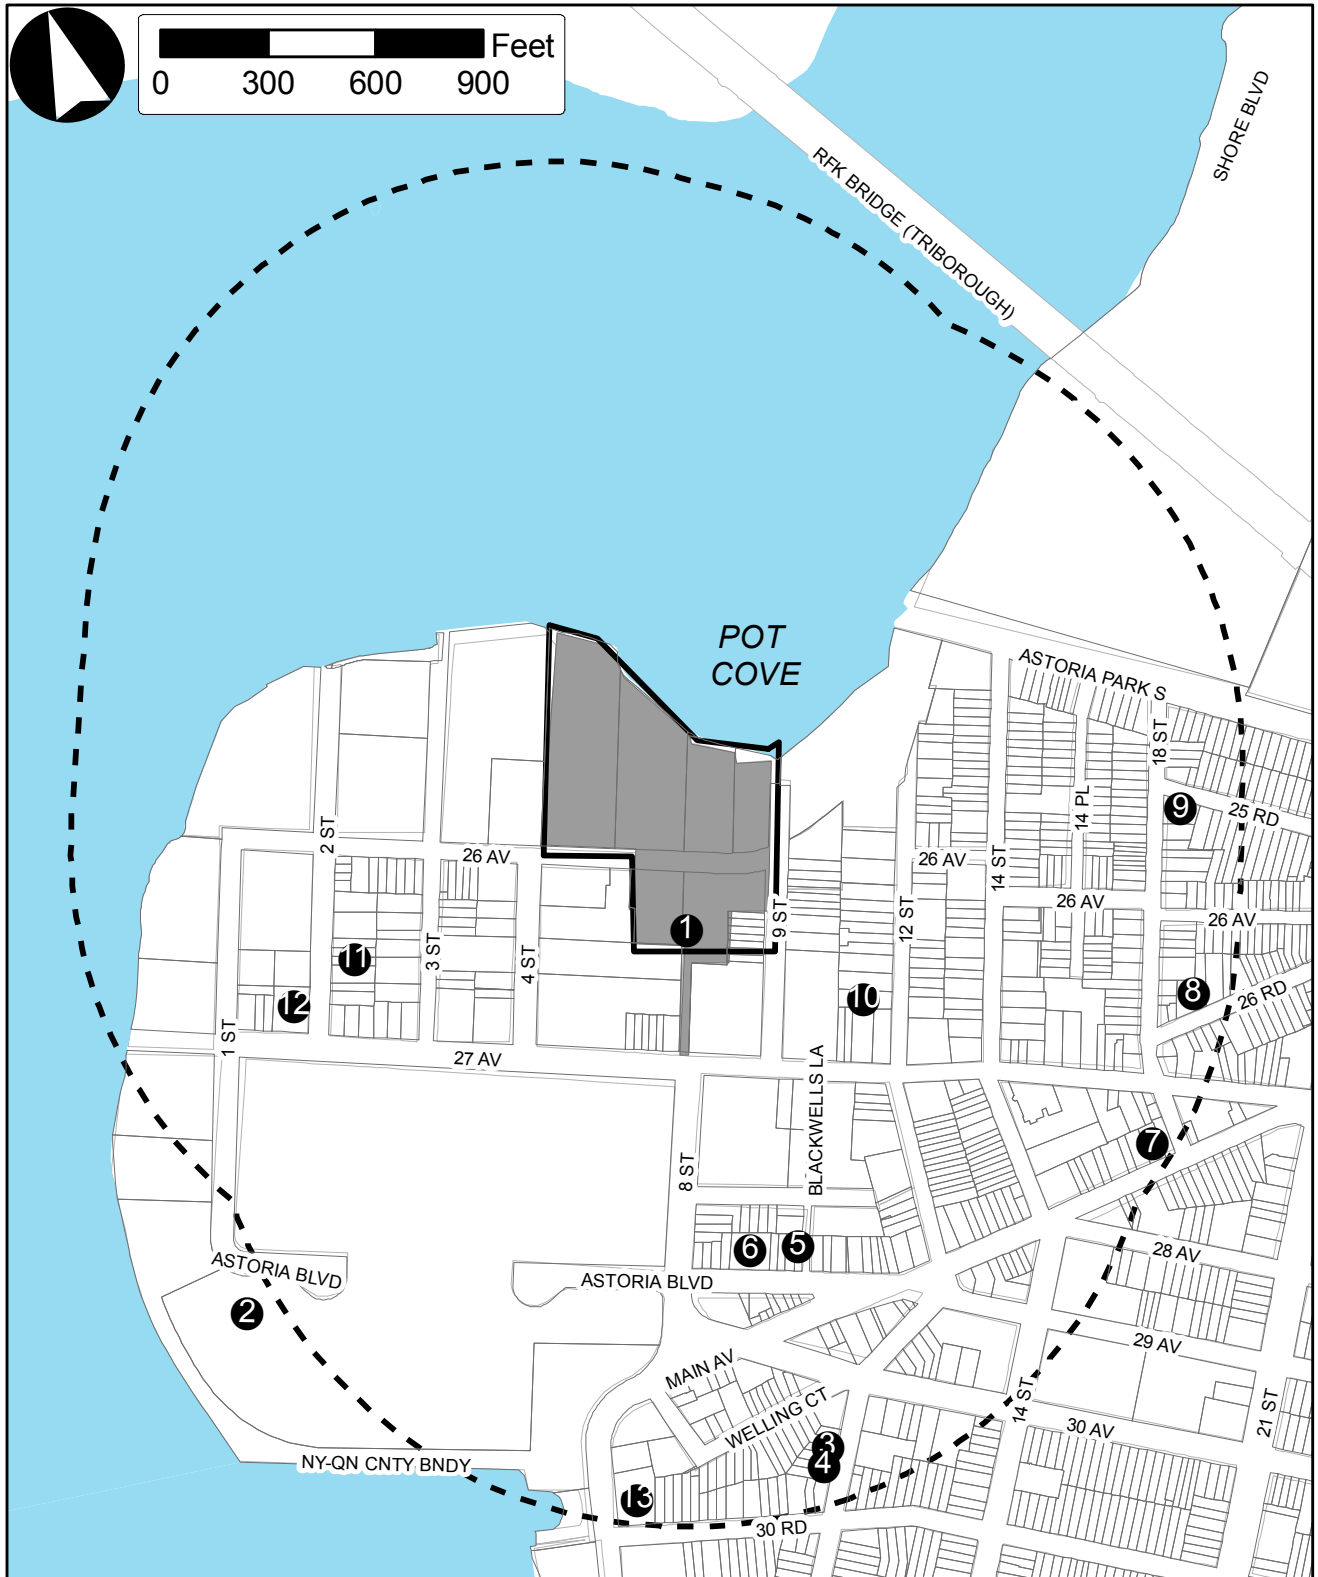 Feet
0 300 600 900
SHORE BLVD
RFK BRIDGE (TRIBOROUGH)
POT
COVE
ASTORIA PARK S
18 ST
14 PL
9
25 RD
2 ST
26 AV
26 AV
14 ST
26 AV
26 AV
1
9 ST
12 ST
3 ST
4 ST
11
12
10
8
26 RD
1 ST
27 AV
BLACKWELLS LA
8 ST
7
6
5
28 AV
ASTORIA BLVD
ASTORIA BLVD
2
29 AV
MAIN AV
WELLING CT
14 ST
21 ST
30 AV
3
4
NY-QN CNTY BNDY
13
30 RD